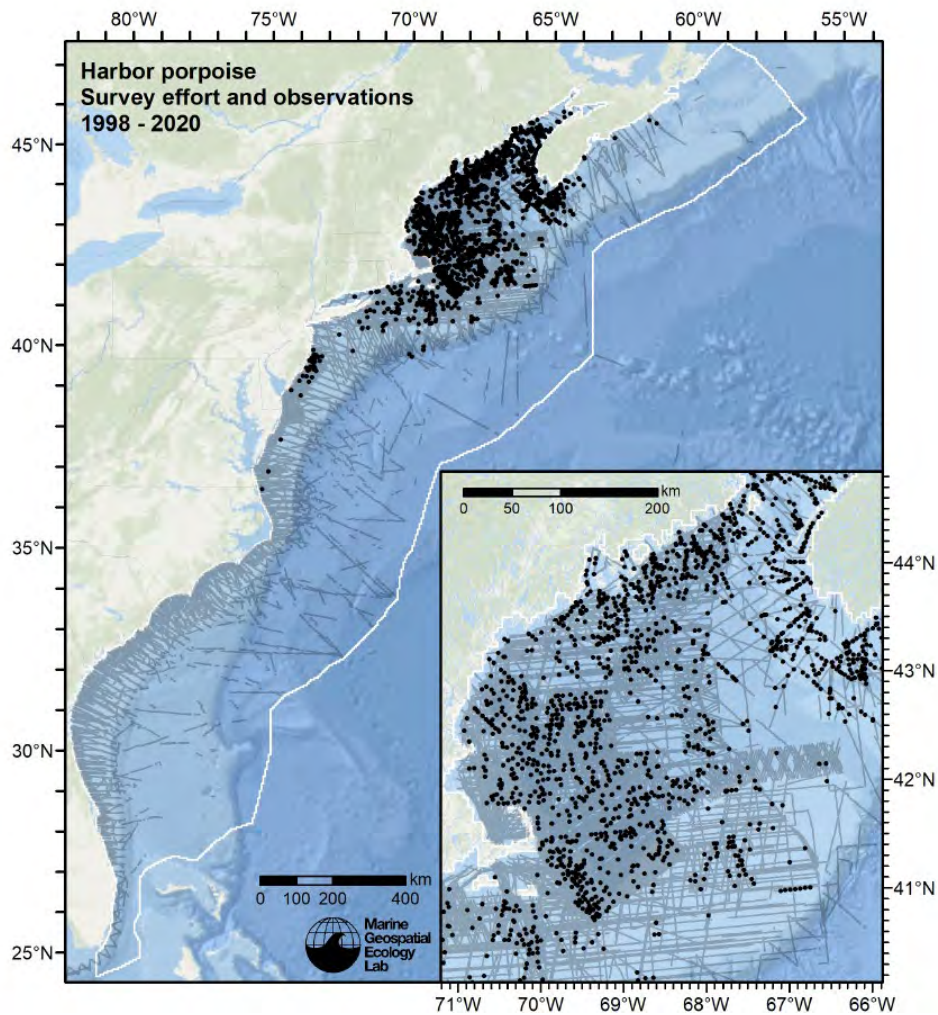 80°W 75°W 70°W 65°W 60°W 55°W
Harbor porpoise
Survey effort and observations
1998 - 2020
45°N
40°N
35°N
30°N
25°N
km
0 50 100 200
44°N
43°N
42°N
41°N
km
0 100 200 400
Marine
Geospatial
Ecology
Lab
71°W 70°W 69°W 68°W 67°W 66°W